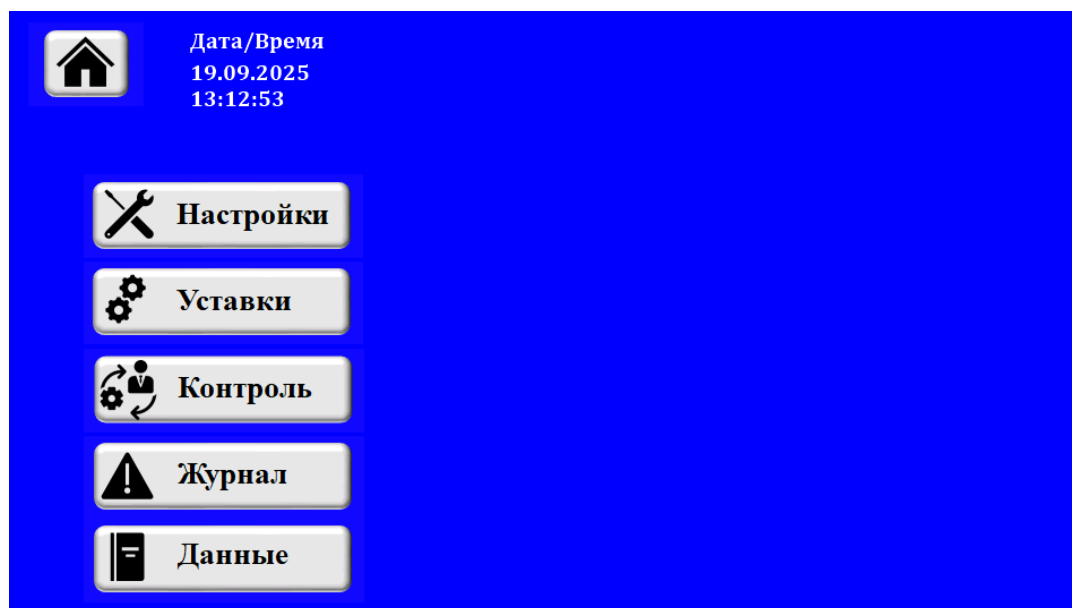 Дата/Время
19.09.2025
13:12:53
Настройки
Уставки
Контроль
Журнал
Данные